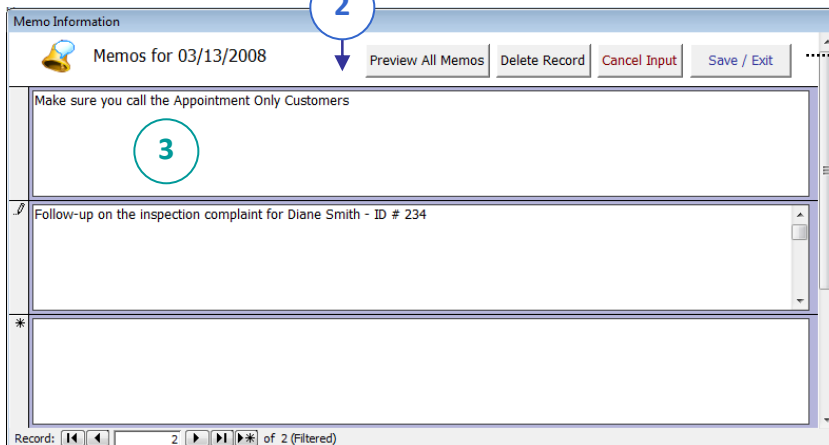 2
Memo Information
Memos for 03/13/2008
Preview All Memos Delete Record Cancel Input Save / Exit
Make sure you call the Appointment Only Customers
3
Follow-up on the inspection complaint for Diane Smith - ID # 234
Record: 2 of 2 (Filtered)